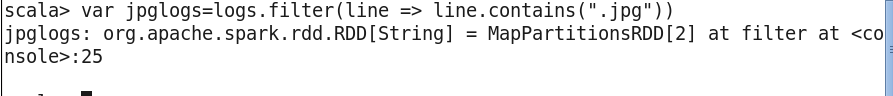 scala> var jpglogs=logs.filter(line => line.contains(".jpg"))
jpglogs: org.apache.spark.rdd.RDD[String] = MapPartitionsRDD[2] at filter at <co
nsole>:25